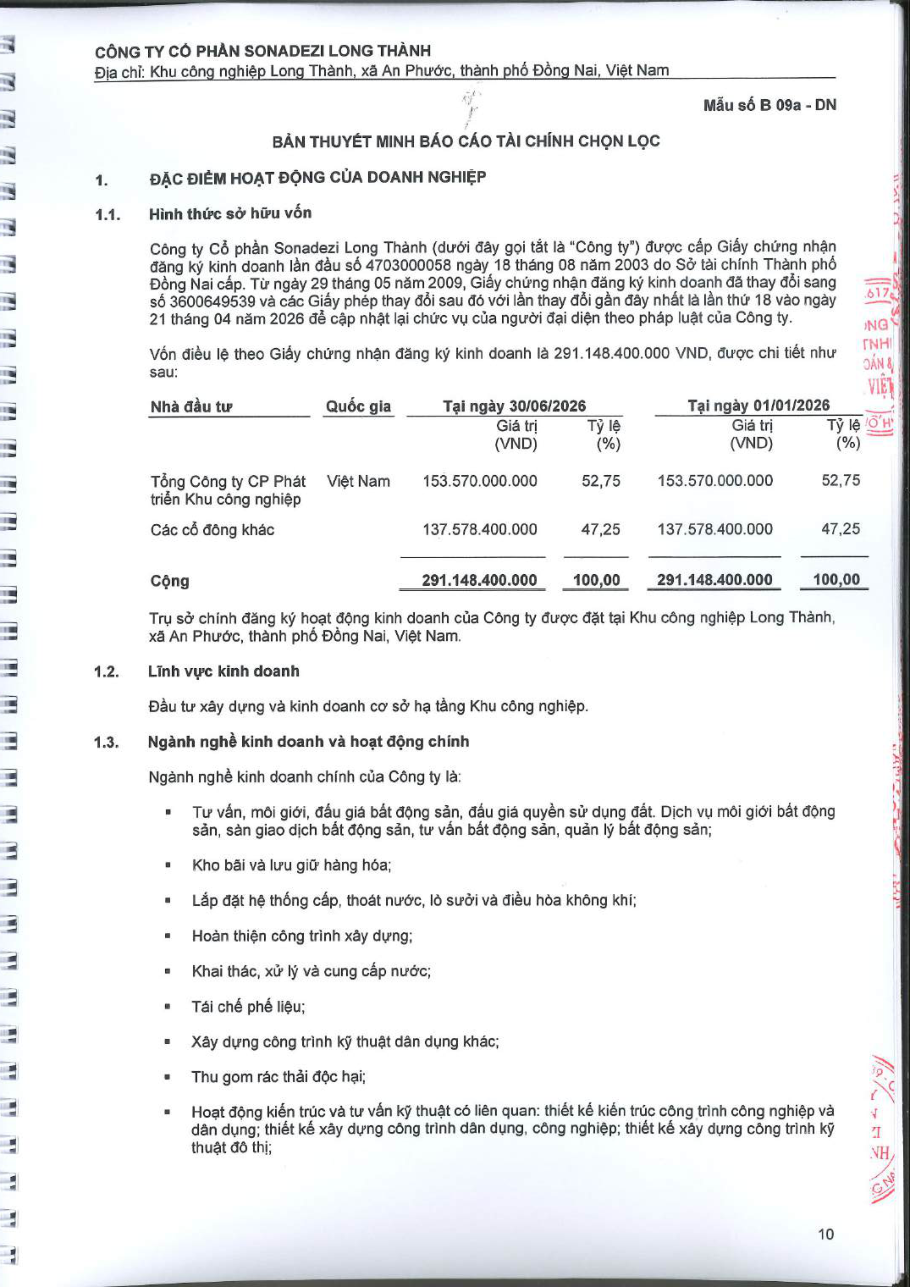 CÔNG TY CỔ PHẦN SONADEZI LONG THÀNH
Địa chỉ: Khu công nghiệp Long Thành, xã An Phước, thành phố Đồng Nai, Việt Nam
Mẫu số B 09a - DN
BẢN THUYẾT MINH BÁO CÁO TÀI CHÍNH CHỌN LỌC
1. ĐẶC ĐIỂM HOẠT ĐỘNG CỦA DOANH NGHIỆP
1.1. Hình thức sở hữu vốn
Công ty Cổ phần Sonadezi Long Thành (dưới đây gọi tắt là “Công ty”) được cấp Giấy chứng nhận
đăng ký kinh doanh lần đầu số 4703000058 ngày 18 tháng 08 năm 2003 do Sở tài chính Thành phố
Đồng Nai cấp. Từ ngày 29 tháng 05 năm 2009, Giấy chứng nhận đăng ký kinh doanh đã thay đổi sang
số 3600649539 và các Giấy phép thay đổi sau đó với lần thay đổi gần đây nhất là lần thứ 18 vào ngày
21 tháng 04 năm 2026 để cập nhật lại chức vụ của người đại diện theo pháp luật của Công ty.
Vốn điều lệ theo Giấy chứng nhận đăng ký kinh doanh là 291.148.400.000 VND, được chi tiết như
sau:
Nhà đầu tư Quốc gia Tại ngày 30/06/2026 Tại ngày 01/01/2026
Giá trị Tỷ lệ Giá trị Tỷ lệ
(VND) (%) (VND) (%)
Tổng Công ty CP Phát Việt Nam 153.570.000.000 52,75 153.570.000.000 52,75
triển Khu công nghiệp
Các cổ đông khác 137.578.400.000 47,25 137.578.400.000 47,25
Cộng 291.148.400.000 100,00 291.148.400.000 100,00
Trụ sở chính đăng ký hoạt động kinh doanh của Công ty được đặt tại Khu công nghiệp Long Thành,
xã An Phước, thành phố Đồng Nai, Việt Nam.
1.2. Lĩnh vực kinh doanh
Đầu tư xây dựng và kinh doanh cơ sở hạ tầng Khu công nghiệp.
1.3. Ngành nghề kinh doanh và hoạt động chính
Ngành nghề kinh doanh chính của Công ty là:
▪ Tư vấn, môi giới, đấu giá bất động sản, đấu giá quyền sử dụng đất. Dịch vụ môi giới bất động
sản, sàn giao dịch bất động sản, tư vấn bất động sản, quản lý bất động sản;
▪ Kho bãi và lưu giữ hàng hóa;
▪ Lắp đặt hệ thống cấp, thoát nước, lò sưởi và điều hòa không khí;
▪ Hoàn thiện công trình xây dựng;
▪ Khai thác, xử lý và cung cấp nước;
▪ Tái chế phế liệu;
▪ Xây dựng công trình kỹ thuật dân dụng khác;
▪ Thu gom rác thải độc hại;
▪ Hoạt động kiến trúc và tư vấn kỹ thuật có liên quan: thiết kế kiến trúc công trình công nghiệp và
dân dụng; thiết kế xây dựng công trình dân dụng, công nghiệp; thiết kế xây dựng công trình kỹ
thuật đô thị;
10